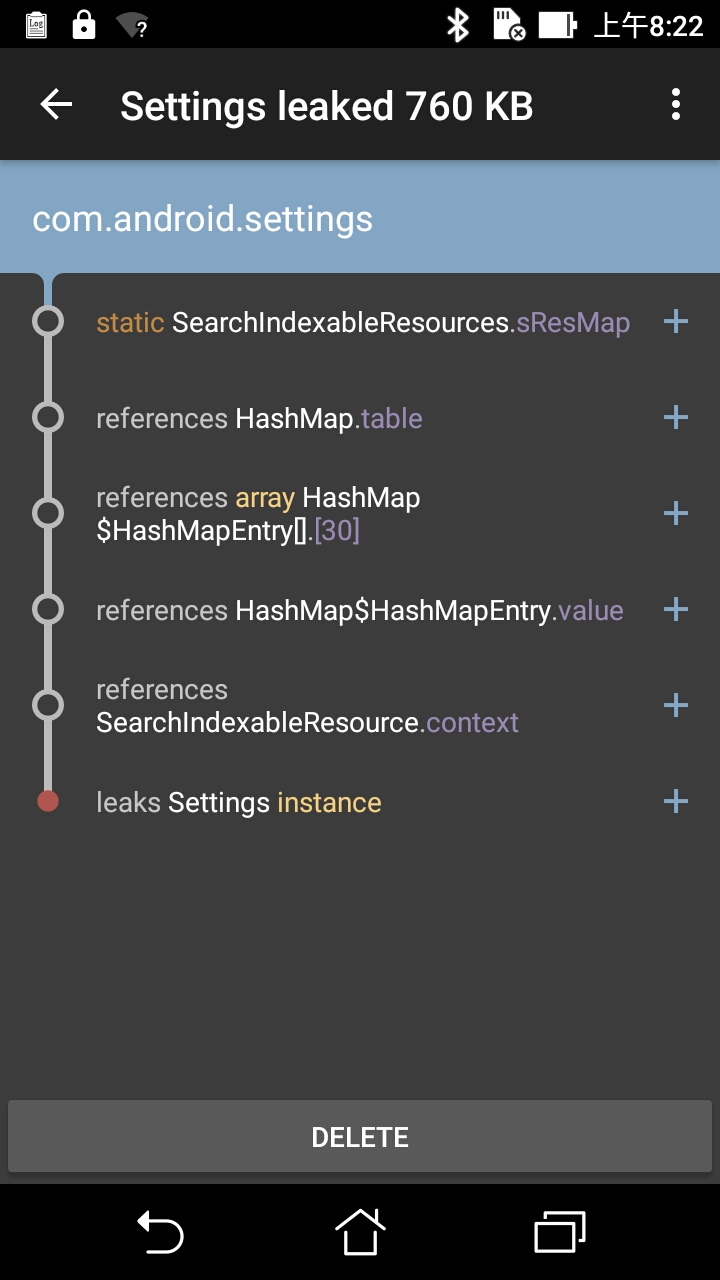 Log
?
上午8:22
Settings leaked 760 KB
com.android.settings
static SearchIndexableResources.sResMap
references HashMap.table
references array HashMap
$HashMapEntry[].[30]
references HashMap$HashMapEntry.value
references
SearchIndexableResource.context
leaks Settings instance
DELETE